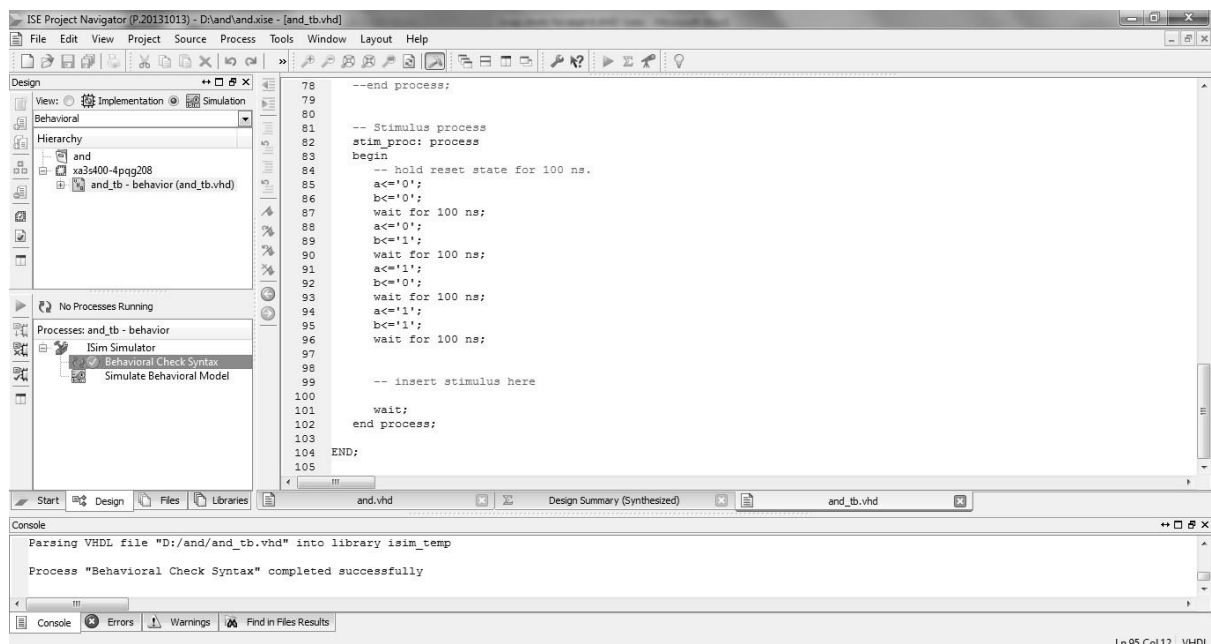 ISE Project Navigator (P.20131013) - D:\and\and.xise - [and_tb.vhd]
File Edit View Project Source Process Tools Window Layout Help
Design
View: Implementation Simulation
Behavioral
Hierarchy
and
xa3s400-4pqg208
and_tb - behavior (and_tb.vhd)
No Processes Running
Processes: and_tb - behavior
ISim Simulator
Behavioral Check Syntax
Simulate Behavioral Model
Start Design Files Libraries
78 --end process;
79
80
81 -- Stimulus process
82 stim_proc: process
83 begin
84 -- hold reset state for 100 ns.
85 a<='0';
86 b<='0';
87 wait for 100 ns;
88 a<='0';
89 b<='1';
90 wait for 100 ns;
91 a<='1';
92 b<='0';
93 wait for 100 ns;
94 a<='1';
95 b<='1';
96 wait for 100 ns;
97
98
99 -- insert stimulus here
100
101 wait;
102 end process;
103
104 END;
105
and.vhd Design Summary (Synthesized) and_tb.vhd
Console
Parsing VHDL file "D:/and/and_tb.vhd" into library isim_temp
Process "Behavioral Check Syntax" completed successfully
Console Errors Warnings Find in Files Results
Ln 95 Col 12 VHDL